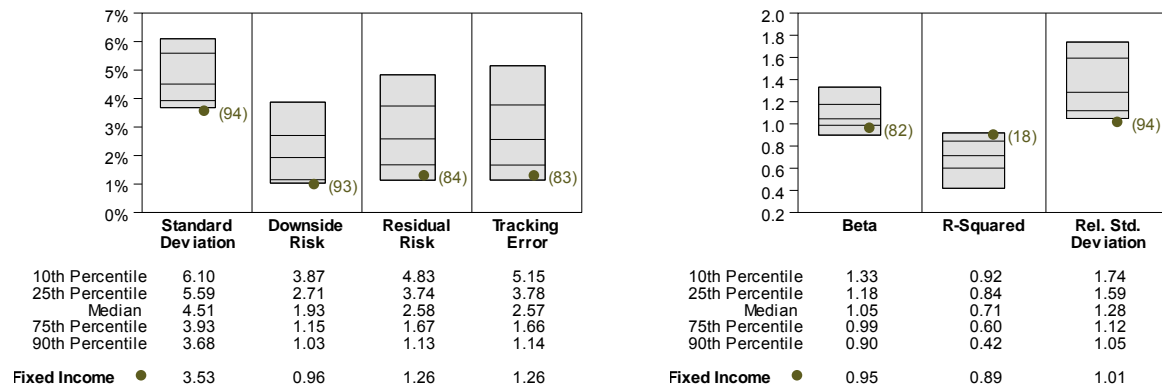 7%
6%
5%
4%
3%
2%
1%
0%
(94)
(93)
(84)
(83)
Standard Deviation
Downside Risk
Residual Risk
Tracking Error
10th Percentile 6.10 3.87 4.83 5.15
25th Percentile 5.59 2.71 3.74 3.78
Median 4.51 1.93 2.58 2.57
75th Percentile 3.93 1.15 1.67 1.66
90th Percentile 3.68 1.03 1.13 1.14
Fixed Income 3.53 0.96 1.26 1.26
2.0
1.8
1.6
1.4
1.2
1.0
0.8
0.6
0.4
0.2
(82)
(18)
(94)
Beta
R-Squared
Rel. Std. Deviation
10th Percentile 1.33 0.92 1.74
25th Percentile 1.18 0.84 1.59
Median 1.05 0.71 1.28
75th Percentile 0.99 0.60 1.12
90th Percentile 0.90 0.42 1.05
Fixed Income 0.95 0.89 1.01